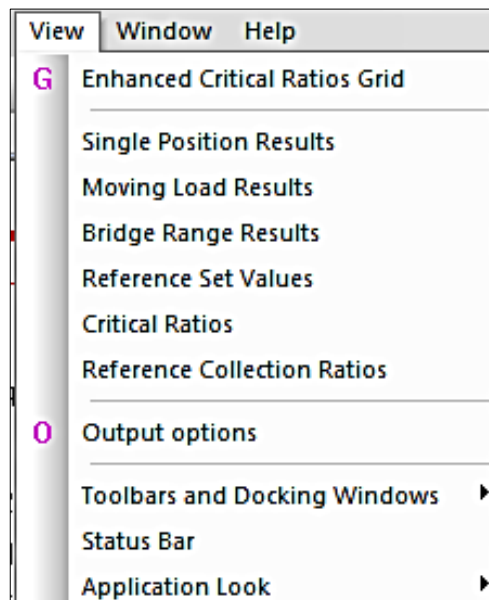 View Window Help
G Enhanced Critical Ratios Grid
Single Position Results
Moving Load Results
Bridge Range Results
Reference Set Values
Critical Ratios
Reference Collection Ratios
O Output options
Toolbars and Docking Windows
Status Bar
Application Look